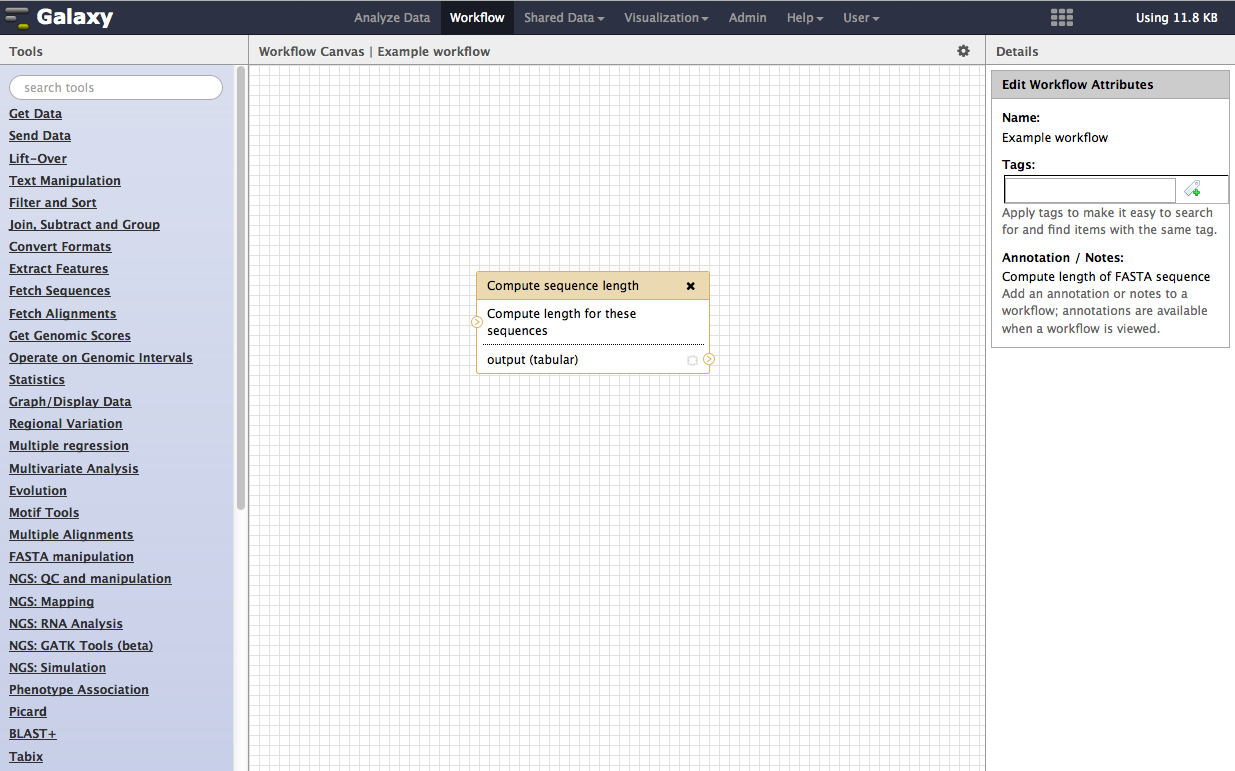 Galaxy
Analyze Data
Workflow
Shared Data
Visualization
Admin
Help
User
Using 11.8 KB
Tools
search tools
Get Data
Send Data
Lift-Over
Text Manipulation
Filter and Sort
Join, Subtract and Group
Convert Formats
Extract Features
Fetch Sequences
Fetch Alignments
Get Genomic Scores
Operate on Genomic Intervals
Statistics
Graph/Display Data
Regional Variation
Multiple regression
Multivariate Analysis
Evolution
Motif Tools
Multiple Alignments
FASTA manipulation
NGS: QC and manipulation
NGS: Mapping
NGS: RNA Analysis
NGS: GATK Tools (beta)
NGS: Simulation
Phenotype Association
Picard
BLAST+
Tabix
Workflow Canvas | Example workflow
Compute sequence length
Compute length for these
sequences
output (tabular)
Details
Edit Workflow Attributes
Name:
Example workflow
Tags:
Apply tags to make it easy to search
for and find items with the same tag.
Annotation / Notes:
Compute length of FASTA sequence
Add an annotation or notes to a
workflow; annotations are available
when a workflow is viewed.